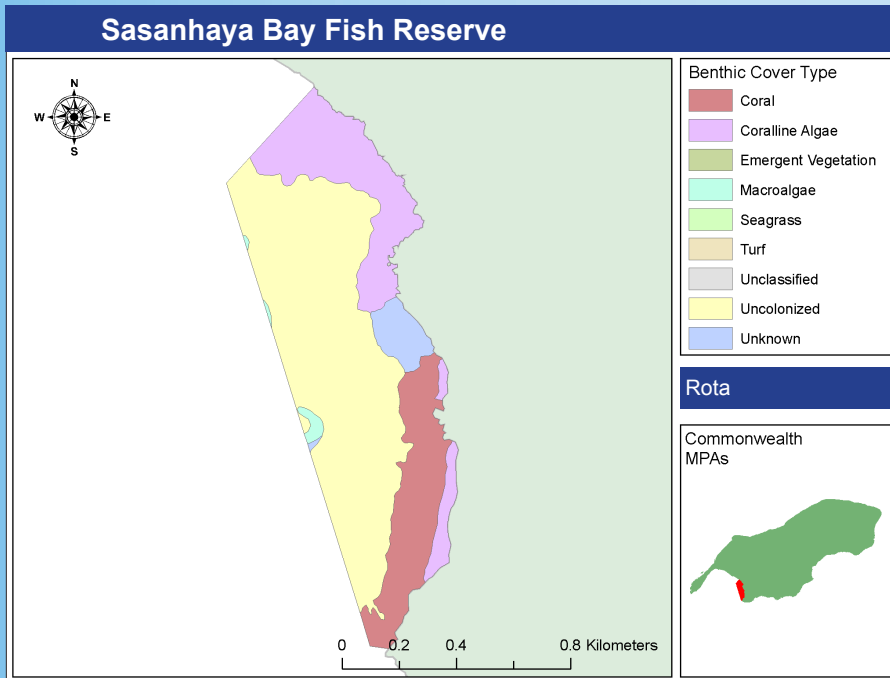 Sasanhaya Bay Fish Reserve
N
W
E
S
0
0.2
0.4
0.8 Kilometers
Benthic Cover Type
Coral
Coralline Algae
Emergent Vegetation
Macroalgae
Seagrass
Turf
Unclassified
Uncolonized
Unknown
Rota
Commonwealth
MPAs